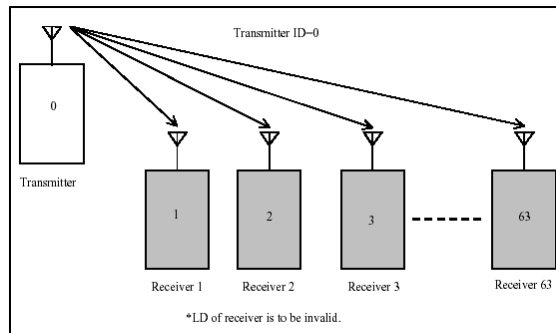 Transmitter ID=0
0
Transmitter
1
2
3
63
Receiver 1
Receiver 2
Receiver 3
Receiver 63
*LD of receiver is to be invalid.